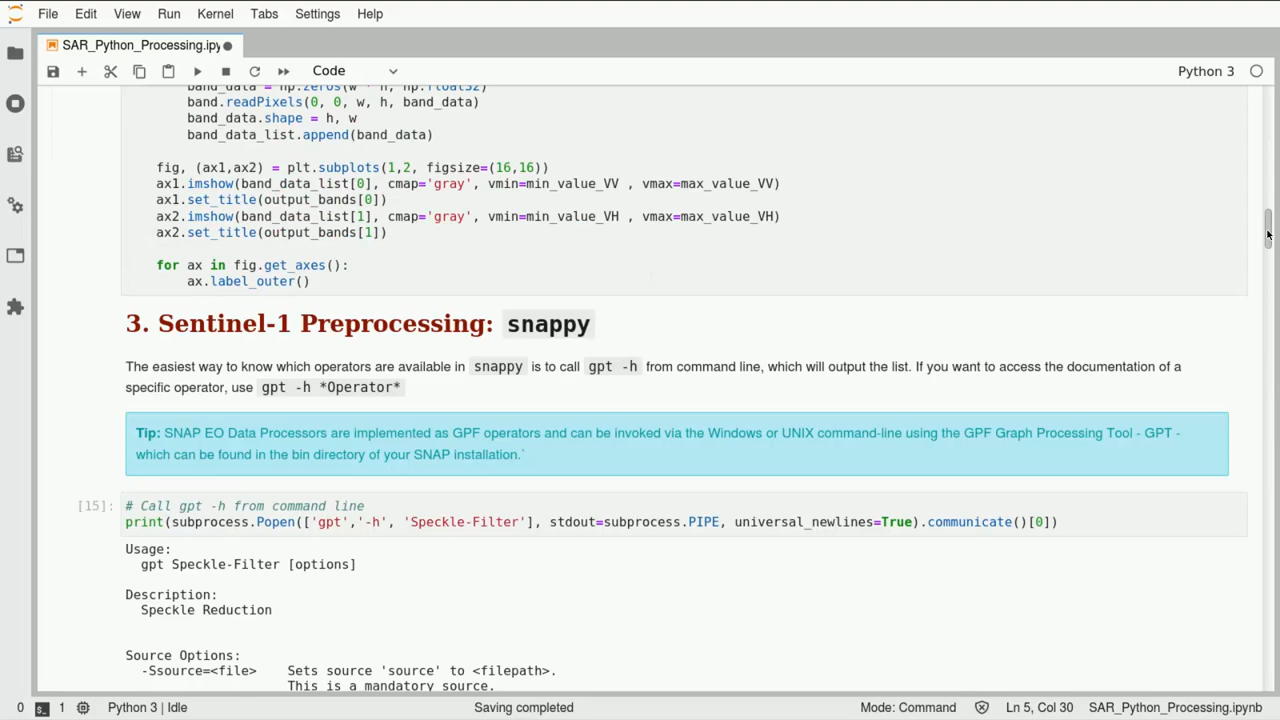 File Edit View Run Kernel Tabs Settings Help
SAR_Python_Processing.ipy
Code Python 3
band_data = np.zeros(w * h, np.float32)
band.readPixels(0, 0, w, h, band_data)
band_data.shape = h, w
band_data_list.append(band_data)
fig, (ax1,ax2) = plt.subplots(1,2, figsize=(16,16))
ax1.imshow(band_data_list[0], cmap='gray', vmin=min_value_VV , vmax=max_value_VV)
ax1.set_title(output_bands[0])
ax2.imshow(band_data_list[1], cmap='gray', vmin=min_value_VH , vmax=max_value_VH)
ax2.set_title(output_bands[1])
for ax in fig.get_axes():
ax.label_outer()
3. Sentinel-1 Preprocessing: snappy
The easiest way to know which operators are available in snappy is to call gpt -h from command line, which will output the list. If you want to access the documentation of a
specific operator, use gpt -h *Operator*
Tip: SNAP EO Data Processors are implemented as GPF operators and can be invoked via the Windows or UNIX command-line using the GPF Graph Processing Tool - GPT -
which can be found in the bin directory of your SNAP installation.`
[15]: # Call gpt -h from command line
print(subprocess.Popen(['gpt','-h', 'Speckle-Filter'], stdout=subprocess.PIPE, universal_newlines=True).communicate()[0])
Usage:
gpt Speckle-Filter [options]
Description:
Speckle Reduction
Source Options:
-Ssource=<file> Sets source 'source' to <filepath>.
This is a mandatory source.
0 1 Python 3 | Idle Saving completed Mode: Command Ln 5, Col 30 SAR_Python_Processing.ipynb